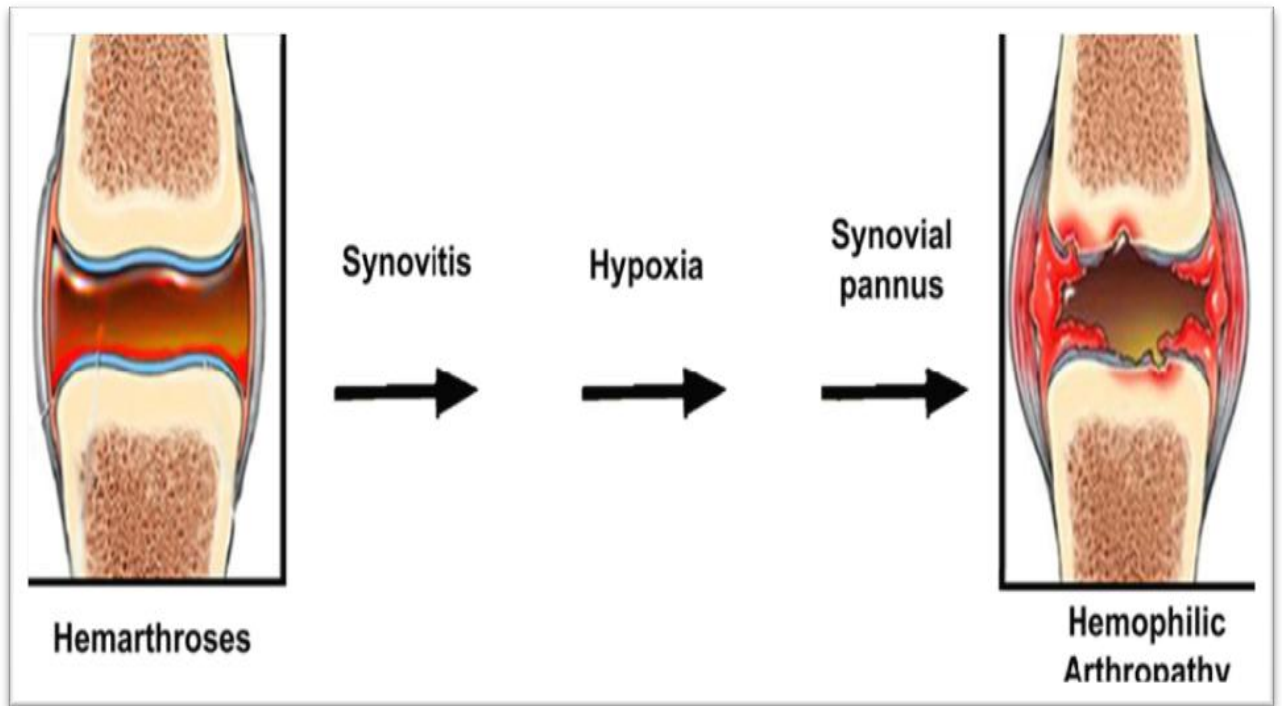 Hemarthroses
Synovitis
Hypoxia
Synovial
pannus
Hemophilic
Arthropathy